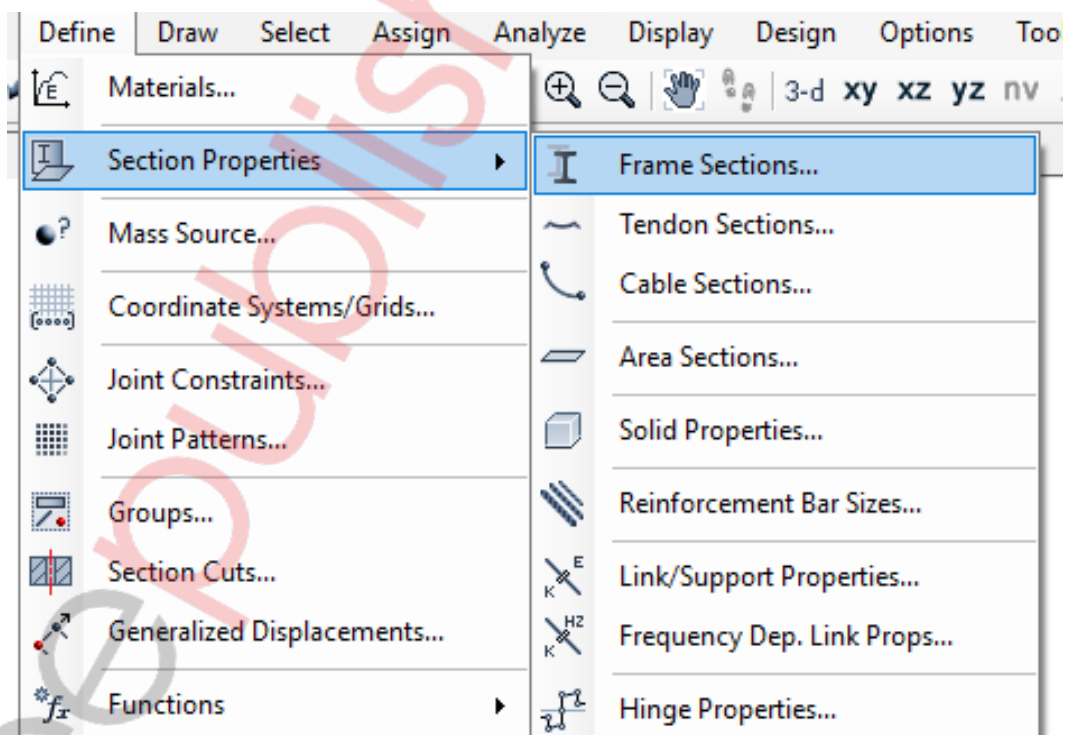 Define Draw Select Assign Analyze Display Design Options Too
3-d xy xz yz nv
Materials...
Section Properties
Mass Source...
Coordinate Systems/Grids...
Joint Constraints...
Joint Patterns...
Groups...
Section Cuts...
Generalized Displacements...
Functions
Frame Sections...
Tendon Sections...
Cable Sections...
Area Sections...
Solid Properties...
Reinforcement Bar Sizes...
Link/Support Properties...
Frequency Dep. Link Props...
Hinge Properties...
epublish